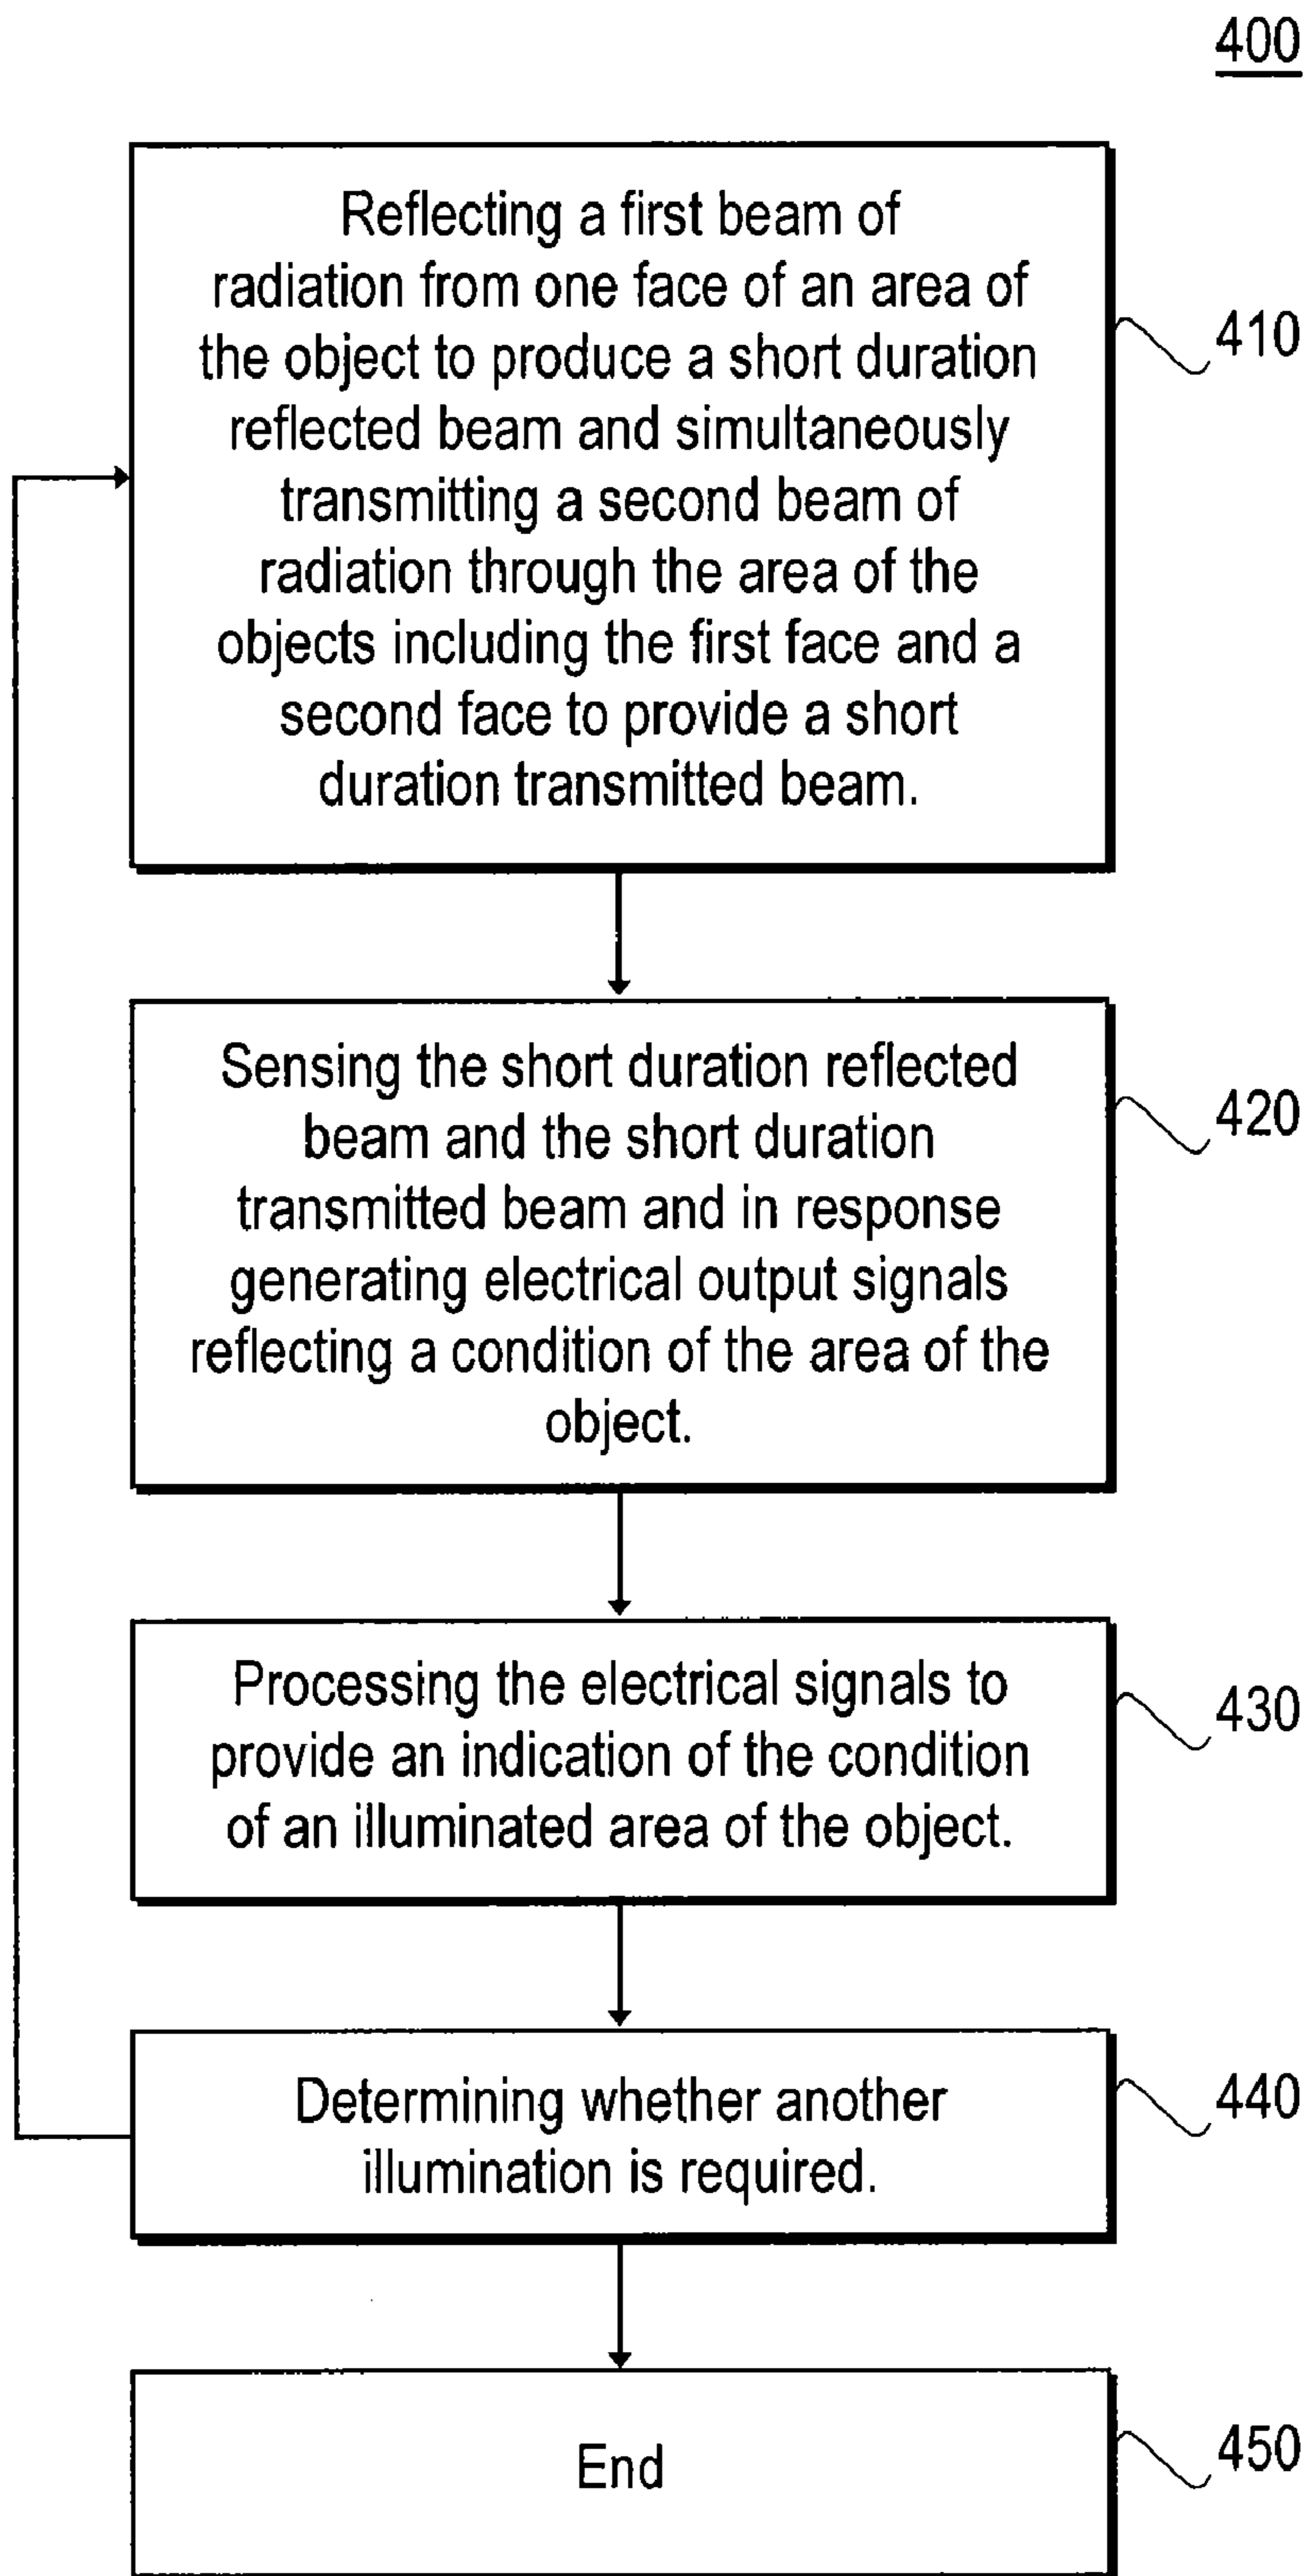 400
Reflecting a first beam of
radiation from one face of an area of
the object to produce a short duration
reflected beam and simultaneously
transmitting a second beam of
radiation through the area of the
objects including the first face and a
second face to provide a short
duration transmitted beam.
410
Sensing the short duration reflected
beam and the short duration
transmitted beam and in response
generating electrical output signals
reflecting a condition of the area of the
object.
420
Processing the electrical signals to
provide an indication of the condition
of an illuminated area of the object.
430
Determining whether another
illumination is required.
440
End
450